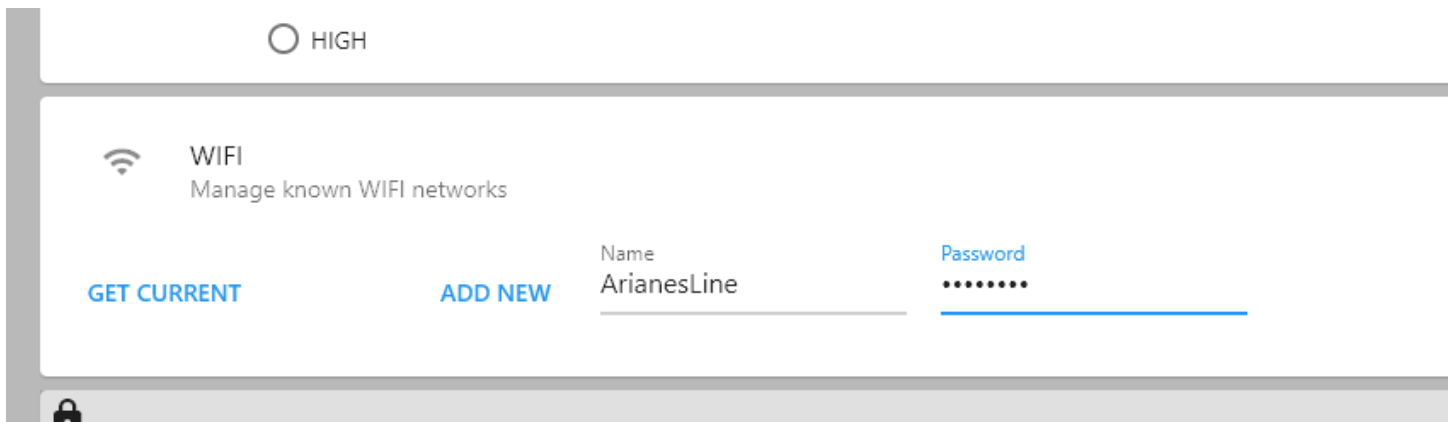 HIGH
WIFI
Manage known WIFI networks
GET CURRENT
ADD NEW
Name
ArianesLine
Password
••••••••